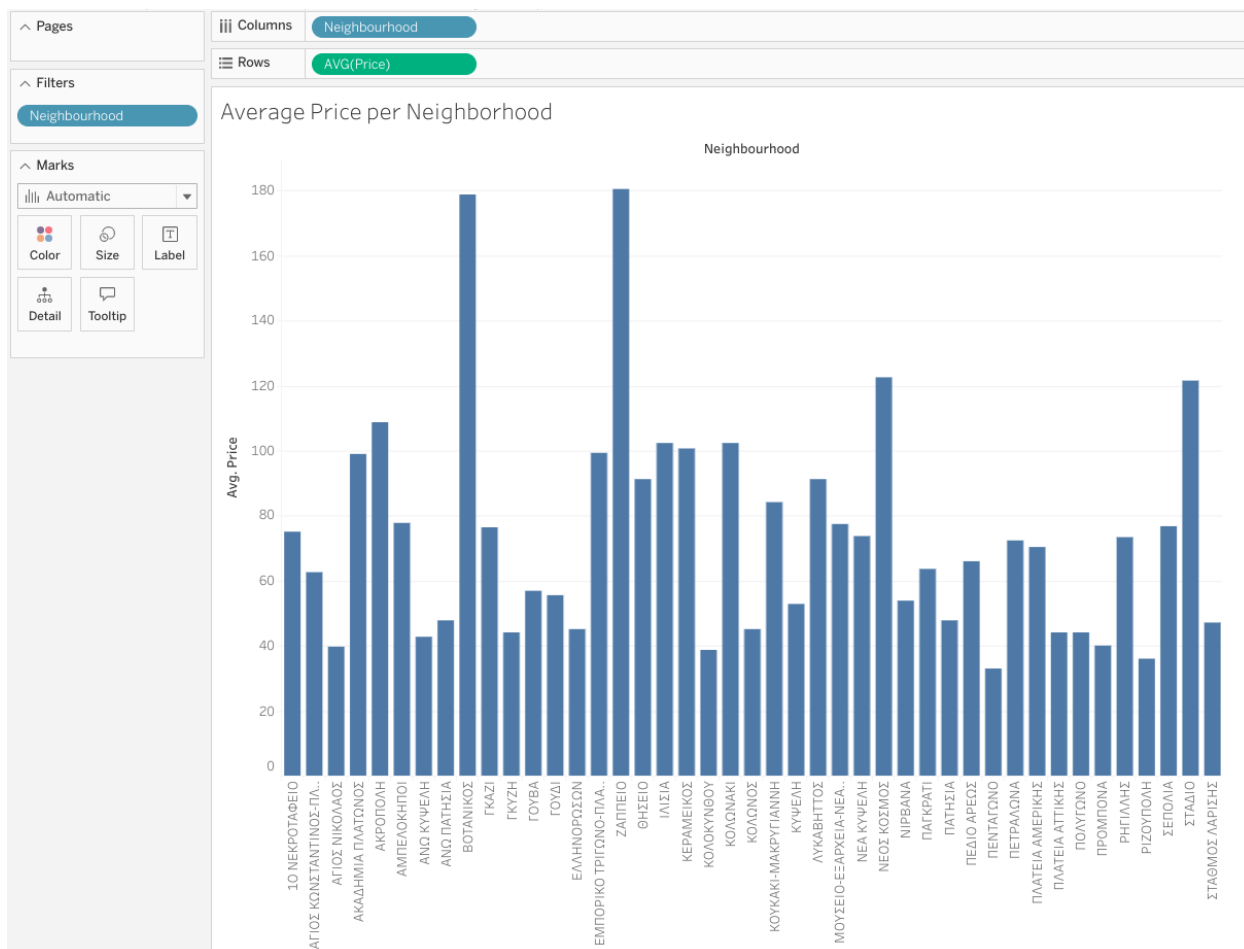 Pages
Columns
Neighbourhood
Rows
AVG(Price)
Filters
Neighbourhood
Marks
Automatic
Color
Size
Label
Detail
Tooltip
Average Price per Neighborhood
Neighbourhood
Avg. Price
180
160
140
120
100
80
60
40
20
0
1Ο ΝΕΚΡΟΤΑΦΕΙΟ
ΑΓΙΟΣ ΚΩΝΣΤΑΝΤΙΝΟΣ-ΠΛ..
ΑΓΙΟΣ ΝΙΚΟΛΑΟΣ
ΑΚΑΔΗΜΙΑ ΠΛΑΤΩΝΟΣ
ΑΚΡΟΠΟΛΗ
ΑΜΠΕΛΟΚΗΠΟΙ
ΑΝΩ ΚΥΨΕΛΗ
ΑΝΩ ΠΑΤΗΣΙΑ
ΒΟΤΑΝΙΚΟΣ
ΓΚΑΖΙ
ΓΚΥΖΗ
ΓΟΥΒΑ
ΓΟΥΔΙ
ΕΛΛΗΝΟΡΩΣΩΝ
ΕΜΠΟΡΙΚΟ ΤΡΙΓΩΝΟ-ΠΛΑ..
ΖΑΠΠΕΙΟ
ΘΗΣΕΙΟ
ΙΛΙΣΙΑ
ΚΕΡΑΜΕΙΚΟΣ
ΚΟΛΟΚΥΝΘΟΥ
ΚΟΛΩΝΑΚΙ
ΚΟΛΩΝΟΣ
ΚΟΥΚΑΚΙ-ΜΑΚΡΥΓΙΑΝΝΗ
ΚΥΨΕΛΗ
ΛΥΚΑΒΗΤΤΟΣ
ΜΟΥΣΕΙΟ-ΕΞΑΡΧΕΙΑ-ΝΕΑ..
ΝΕΑ ΚΥΨΕΛΗ
ΝΕΟΣ ΚΟΣΜΟΣ
ΝΙΡΒΑΝΑ
ΠΑΓΚΡΑΤΙ
ΠΑΤΗΣΙΑ
ΠΕΔΙΟ ΑΡΕΩΣ
ΠΕΝΤΑΓΩΝΟ
ΠΕΤΡΑΛΩΝΑ
ΠΛΑΤΕΙΑ ΑΜΕΡΙΚΗΣ
ΠΛΑΤΕΙΑ ΑΤΤΙΚΗΣ
ΠΟΛΥΓΩΝΟ
ΠΡΟΜΠΟΝΑ
ΡΗΓΙΛΛΗΣ
ΡΙΖΟΥΠΟΛΗ
ΣΕΠΟΛΙΑ
ΣΤΑΔΙΟ
ΣΤΑΘΜΟΣ ΛΑΡΙΣΗΣ